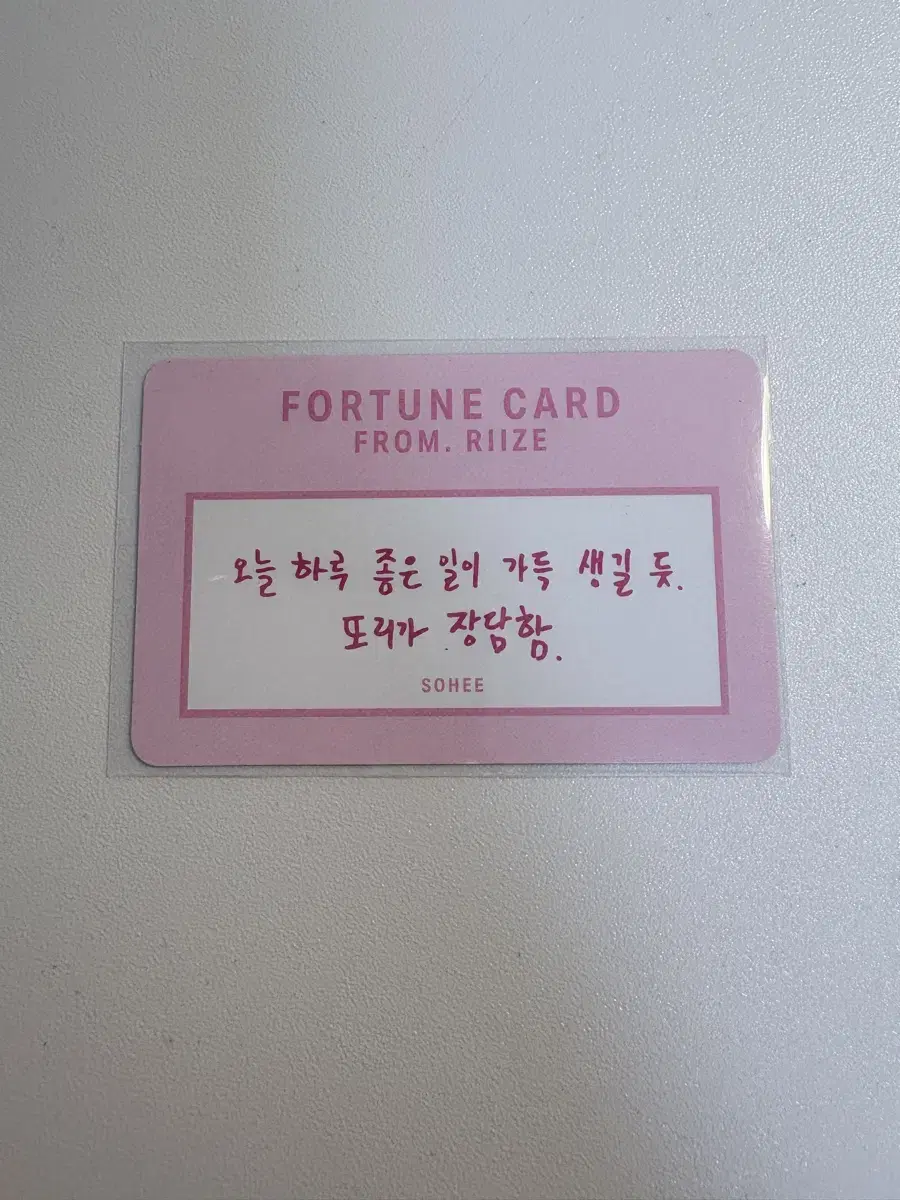 FORTUNE CARD
FROM. RIIZE
오늘 하루 좋은 일이 가득 생길 듯.
또리가 장담함.
SOHEE